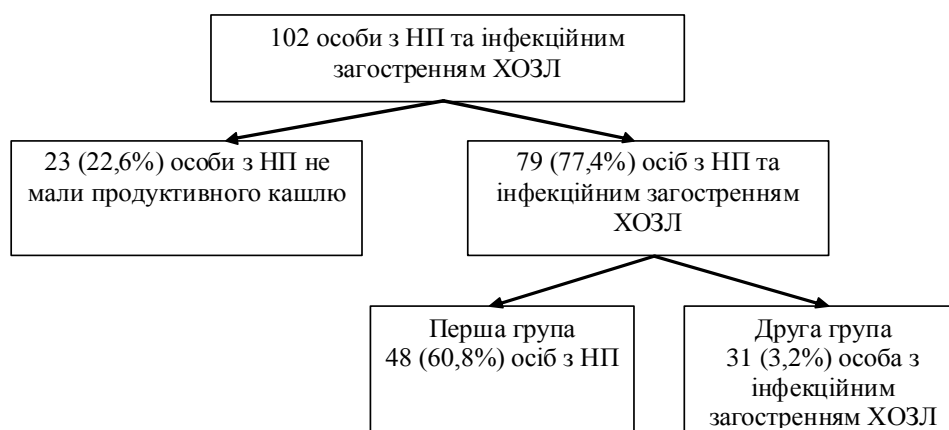 102 особи з НП та інфекційним
загостренням ХОЗЛ
23 (22,6%) особи з НП не
мали продуктивного кашлю
79 (77,4%) осіб з НП та
інфекційним загостренням
ХОЗЛ
Перша група
48 (60,8%) осіб з НП
Друга група
31 (3,2%) особа з
інфекційним
загостренням ХОЗЛ